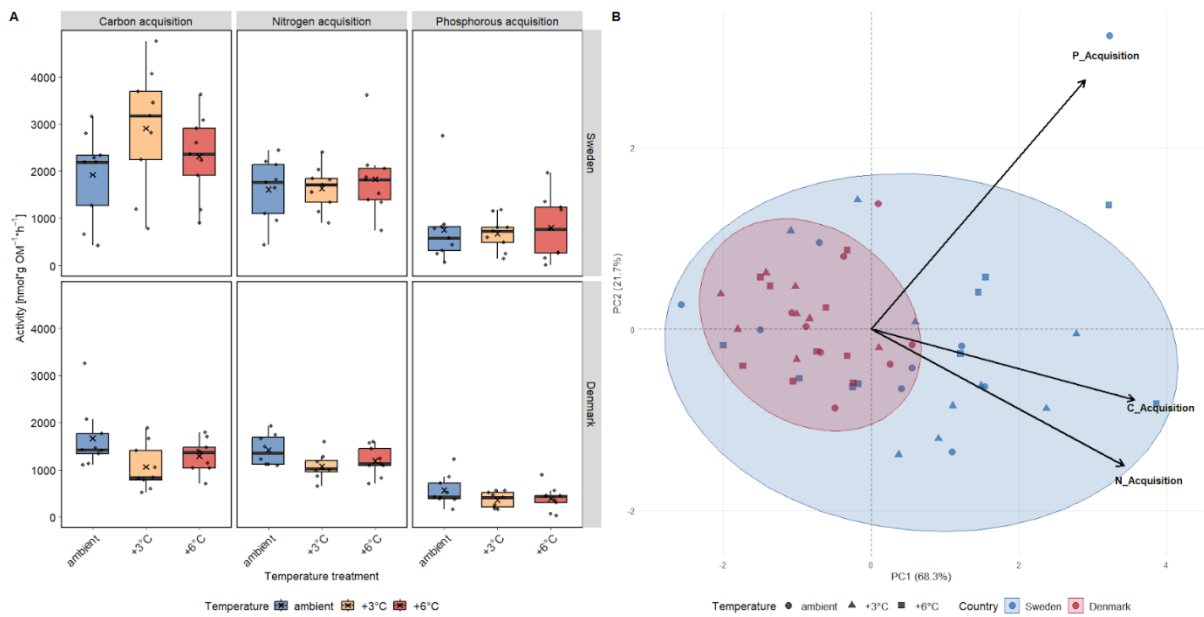 A
Carbon acquisition
Nitrogen acquisition
Phosphorous acquisition
Activity [nmol*g OM⁻¹*h⁻¹]
4000
3000
2000
1000
0
Sweden
4000
3000
2000
1000
0
Denmark
ambient
+3°C
+6°C
ambient
+3°C
+6°C
ambient
+3°C
+6°C
Temperature treatment
Temperature ambient +3°C +6°C
B
P_Acquisition
C_Acquisition
N_Acquisition
PC2 (21.7%)
2
0
-2
-2
0
2
4
PC1 (68.3%)
Temperature ambient +3°C +6°C Country Sweden Denmark